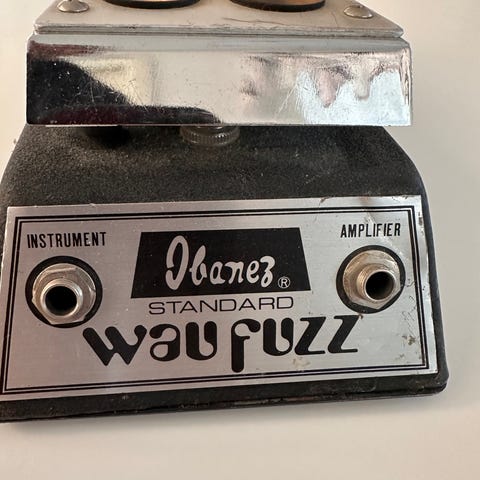 INSTRUMENT
AMPLIFIER
Ibanez®
STANDARD
wau fuzz